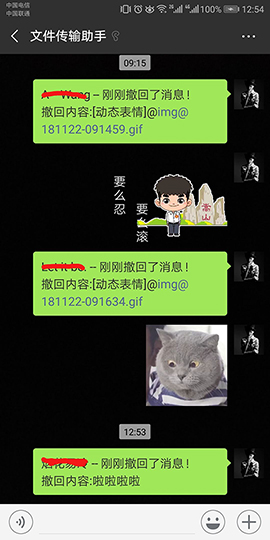 中国电信
中国联通
100%
12:54
文件传输助手
09:15
-- 刚刚撤回了消息！
撤回内容:[动态表情]@img@
181122-091459.gif
要么忍
要么滚
嵩山
-- 刚刚撤回了消息！
撤回内容:[动态表情]@img@
181122-091634.gif
12:53
-- 刚刚撤回了消息！
撤回内容:啦啦啦啦